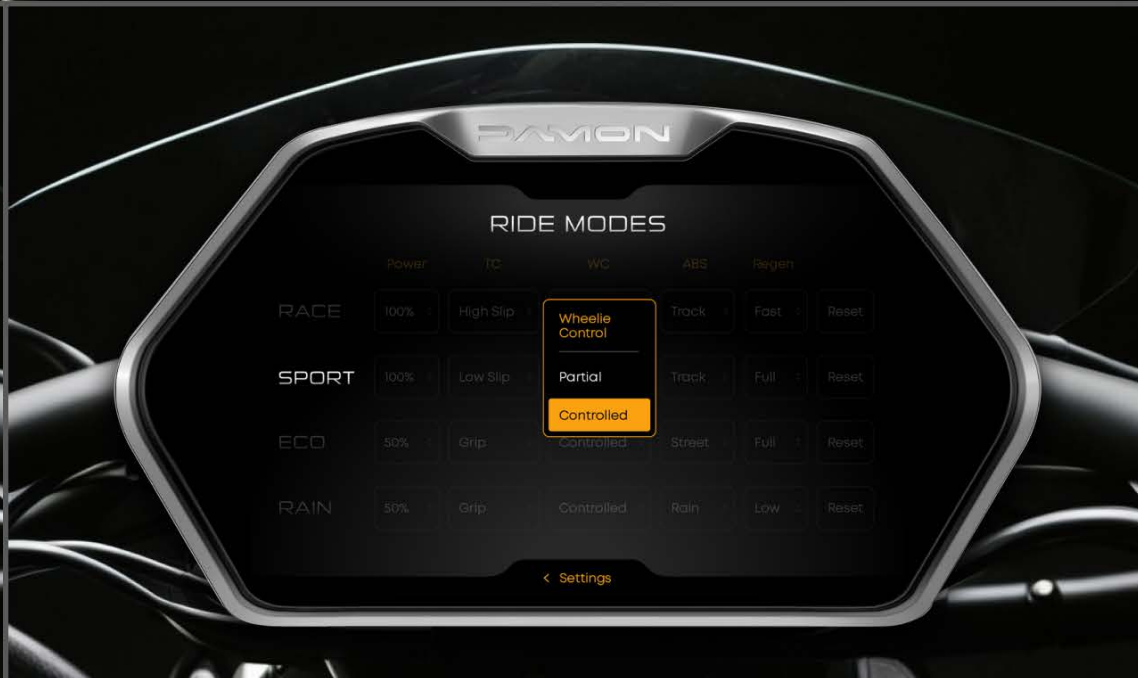 DAMON
RIDE MODES
Power TC WC ABS Regen
RACE 100% High Slip Track Fast Reset
Wheelie
Control
SPORT 100% Low Slip Partial Track Full Reset
Controlled
ECO 50% Grip Controlled Street Full Reset
RAIN 50% Grip Controlled Rain Low Reset
< Settings